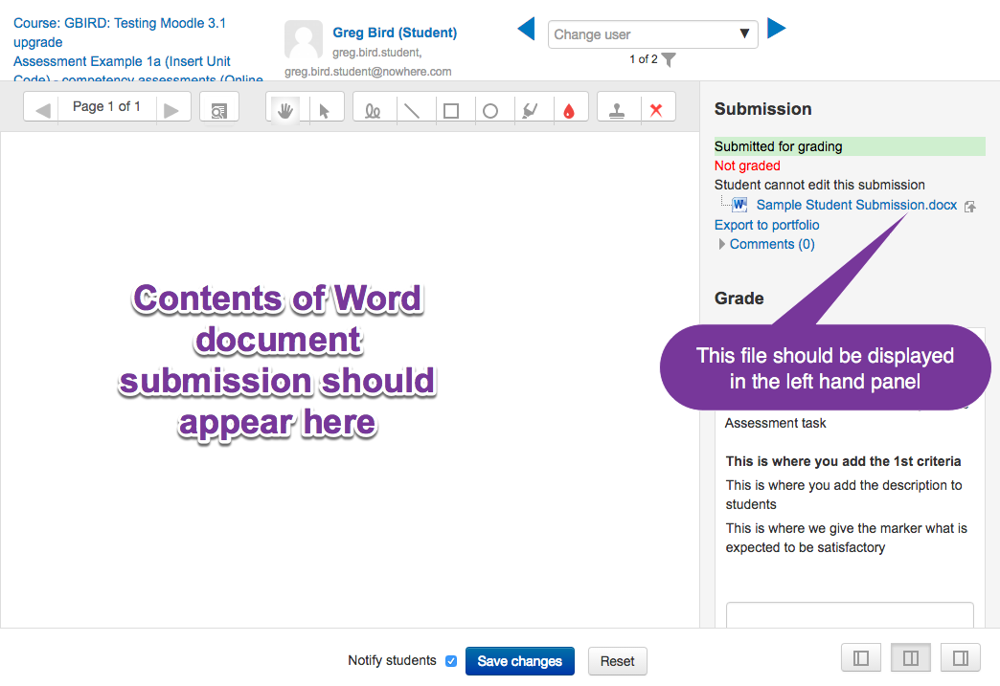 Course: GBIRD: Testing Moodle 3.1
upgrade
Assessment Example 1a (Insert Unit
Code) - competency assessments (Online
Greg Bird (Student)
greg.bird.student,
greg.bird.student@nowhere.com
Change user
1 of 2
Page 1 of 1
Submission
Submitted for grading
Not graded
Student cannot edit this submission
Sample Student Submission.docx
Export to portfolio
Comments (0)
Grade
Contents of Word
document
submission should
appear here
This file should be displayed
in the left hand panel
Assessment task
This is where you add the 1st criteria
This is where you add the description to
students
This is where we give the marker what is
expected to be satisfactory
Notify students
Save changes
Reset